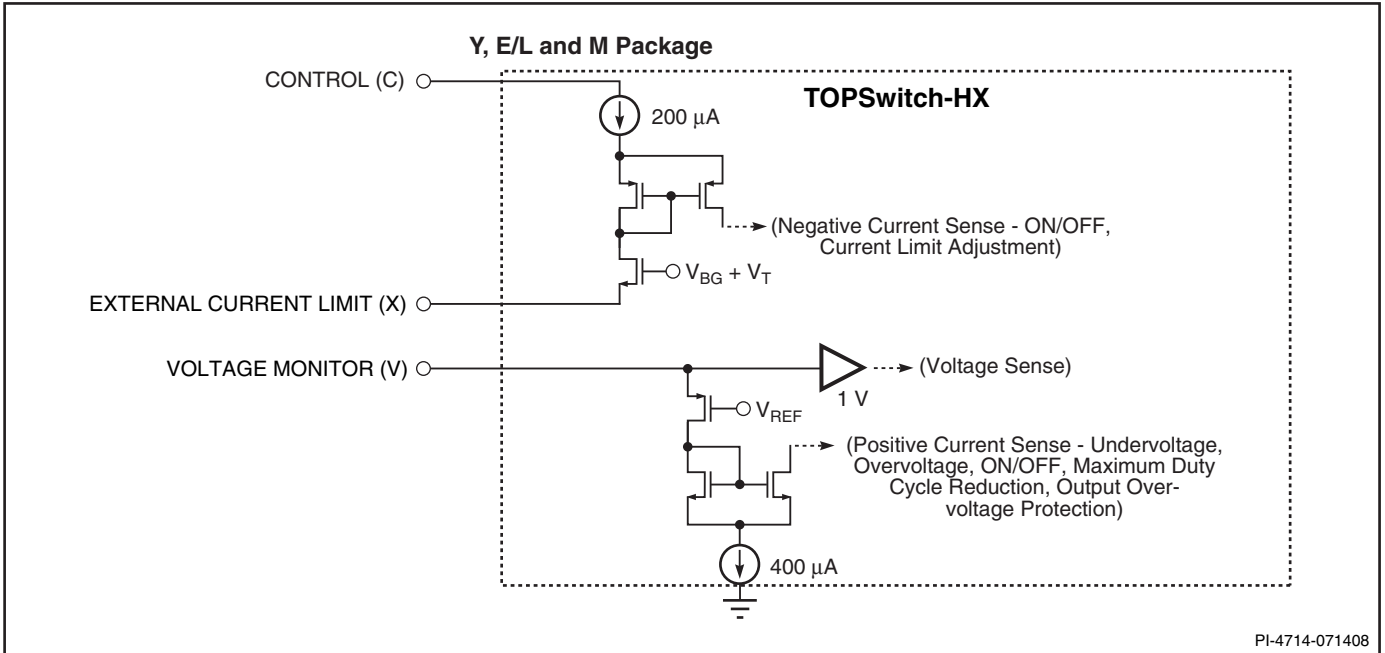 Y, E/L and M Package
CONTROL (C)
TOPSwitch-HX
200 μA
(Negative Current Sense - ON/OFF,
Current Limit Adjustment)
V_BG + V_T
EXTERNAL CURRENT LIMIT (X)
VOLTAGE MONITOR (V)
(Voltage Sense)
1 V
V_REF
(Positive Current Sense - Undervoltage,
Overvoltage, ON/OFF, Maximum Duty
Cycle Reduction, Output Over-
voltage Protection)
400 μA
PI-4714-071408